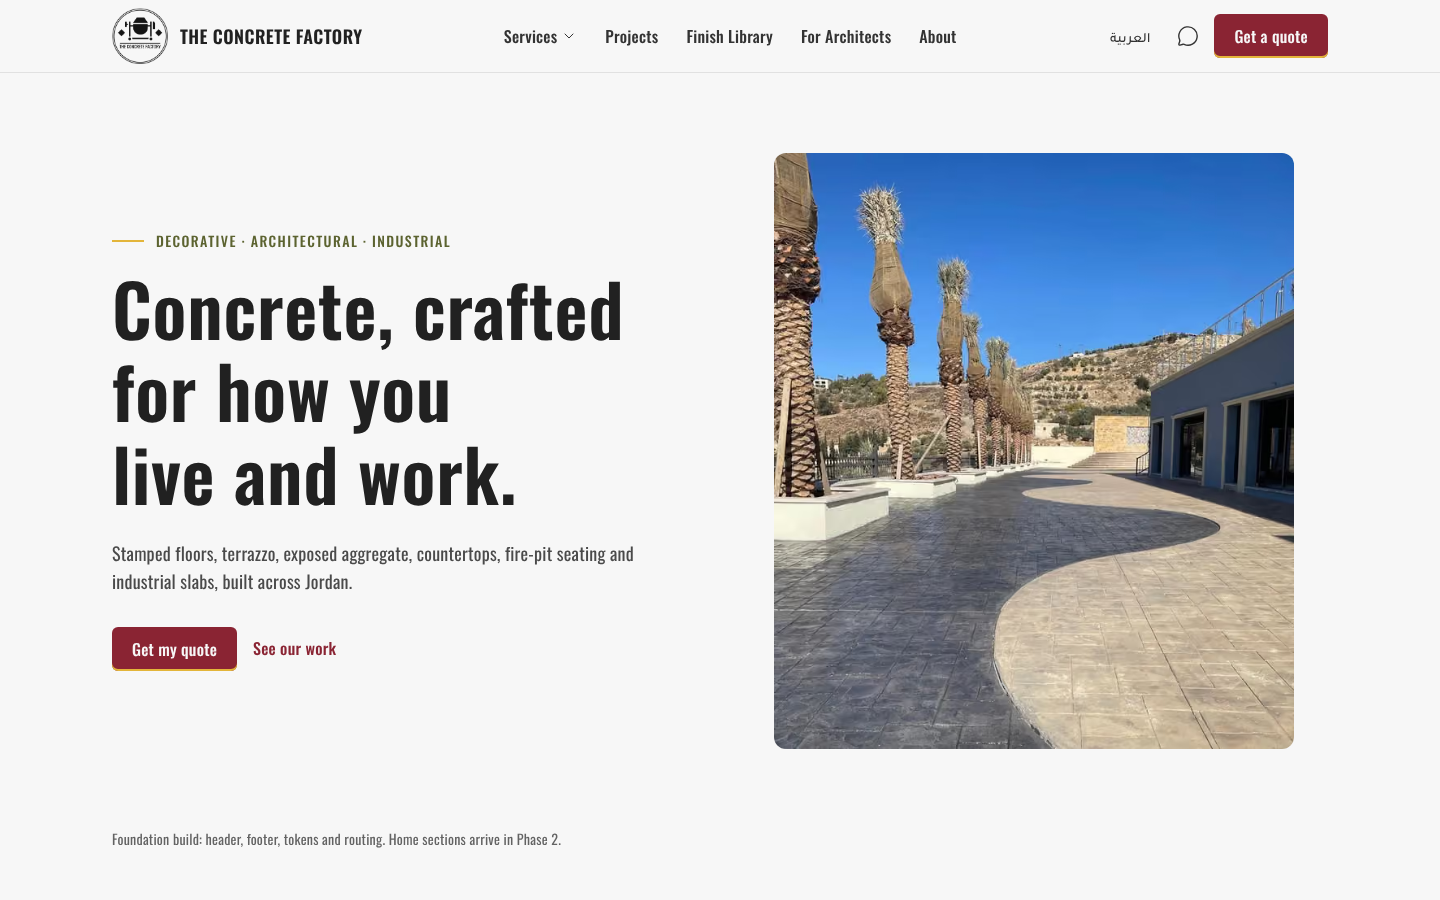 THE CONCRETE FACTORY
THE CONCRETE FACTORY
Services
Projects
Finish Library
For Architects
About
العربية
Get a quote
DECORATIVE · ARCHITECTURAL · INDUSTRIAL
Concrete, crafted
for how you
live and work.
Stamped floors, terrazzo, exposed aggregate, countertops, fire-pit seating and
industrial slabs, built across Jordan.
Get my quote
See our work
Foundation build: header, footer, tokens and routing. Home sections arrive in Phase 2.